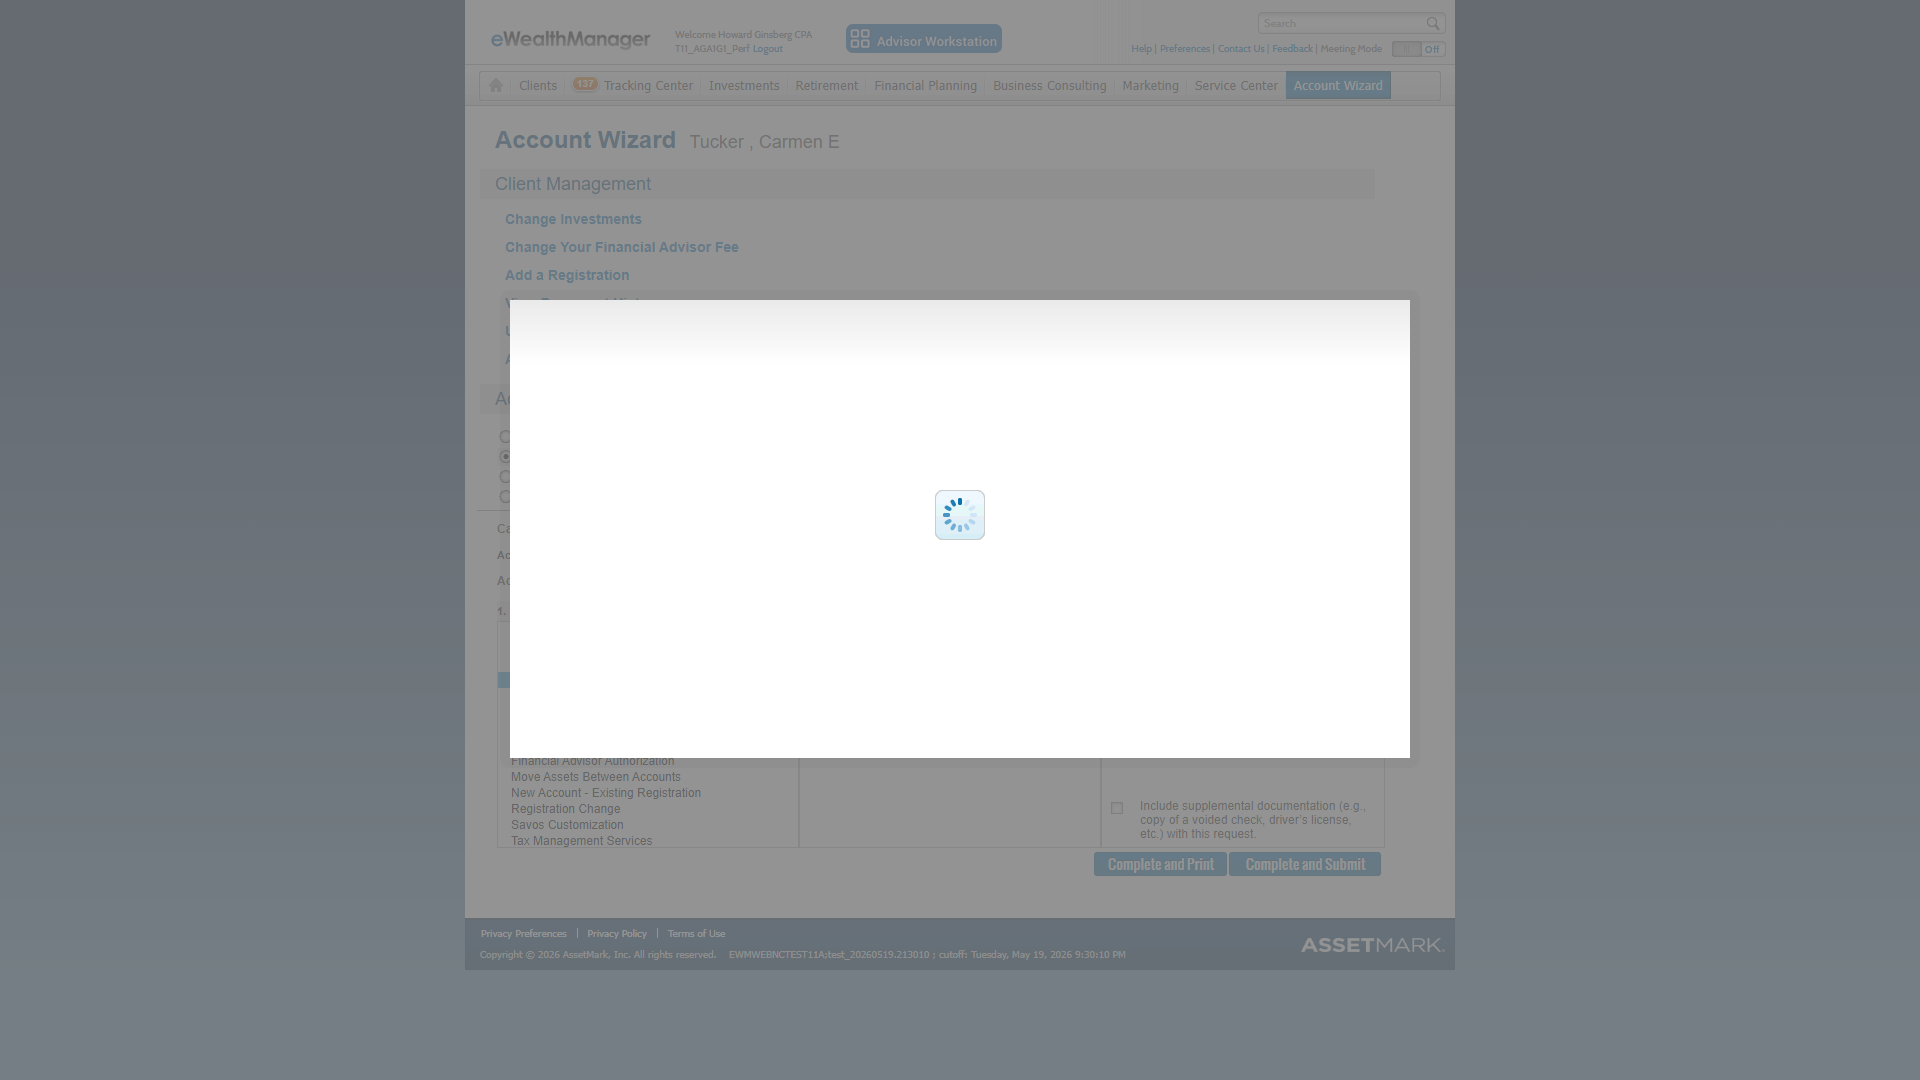 eWealthManager
Welcome Howard Ginsberg CPA
T11_AGA1G1_Perf Logout
Advisor Workstation
Search
Help | Preferences | Contact Us | Feedback | Meeting Mode Off
Clients 137 Tracking Center Investments Retirement Financial Planning Business Consulting Marketing Service Center Account Wizard
Account Wizard Tucker , Carmen E
Client Management
Change Investments
Change Your Financial Advisor Fee
Add a Registration
1.
Financial Advisor Authorization
Move Assets Between Accounts
New Account - Existing Registration
Registration Change
Savos Customization
Tax Management Services
Include supplemental documentation (e.g.,
copy of a voided check, driver's license,
etc.) with this request.
Complete and Print Complete and Submit
Privacy Preferences | Privacy Policy | Terms of Use
Copyright © 2026 AssetMark, Inc. All rights reserved. EWMWEBNCTEST11A:test_20260519.213010 ; cutoff: Tuesday, May 19, 2026 9:30:10 PM
ASSETMARK.